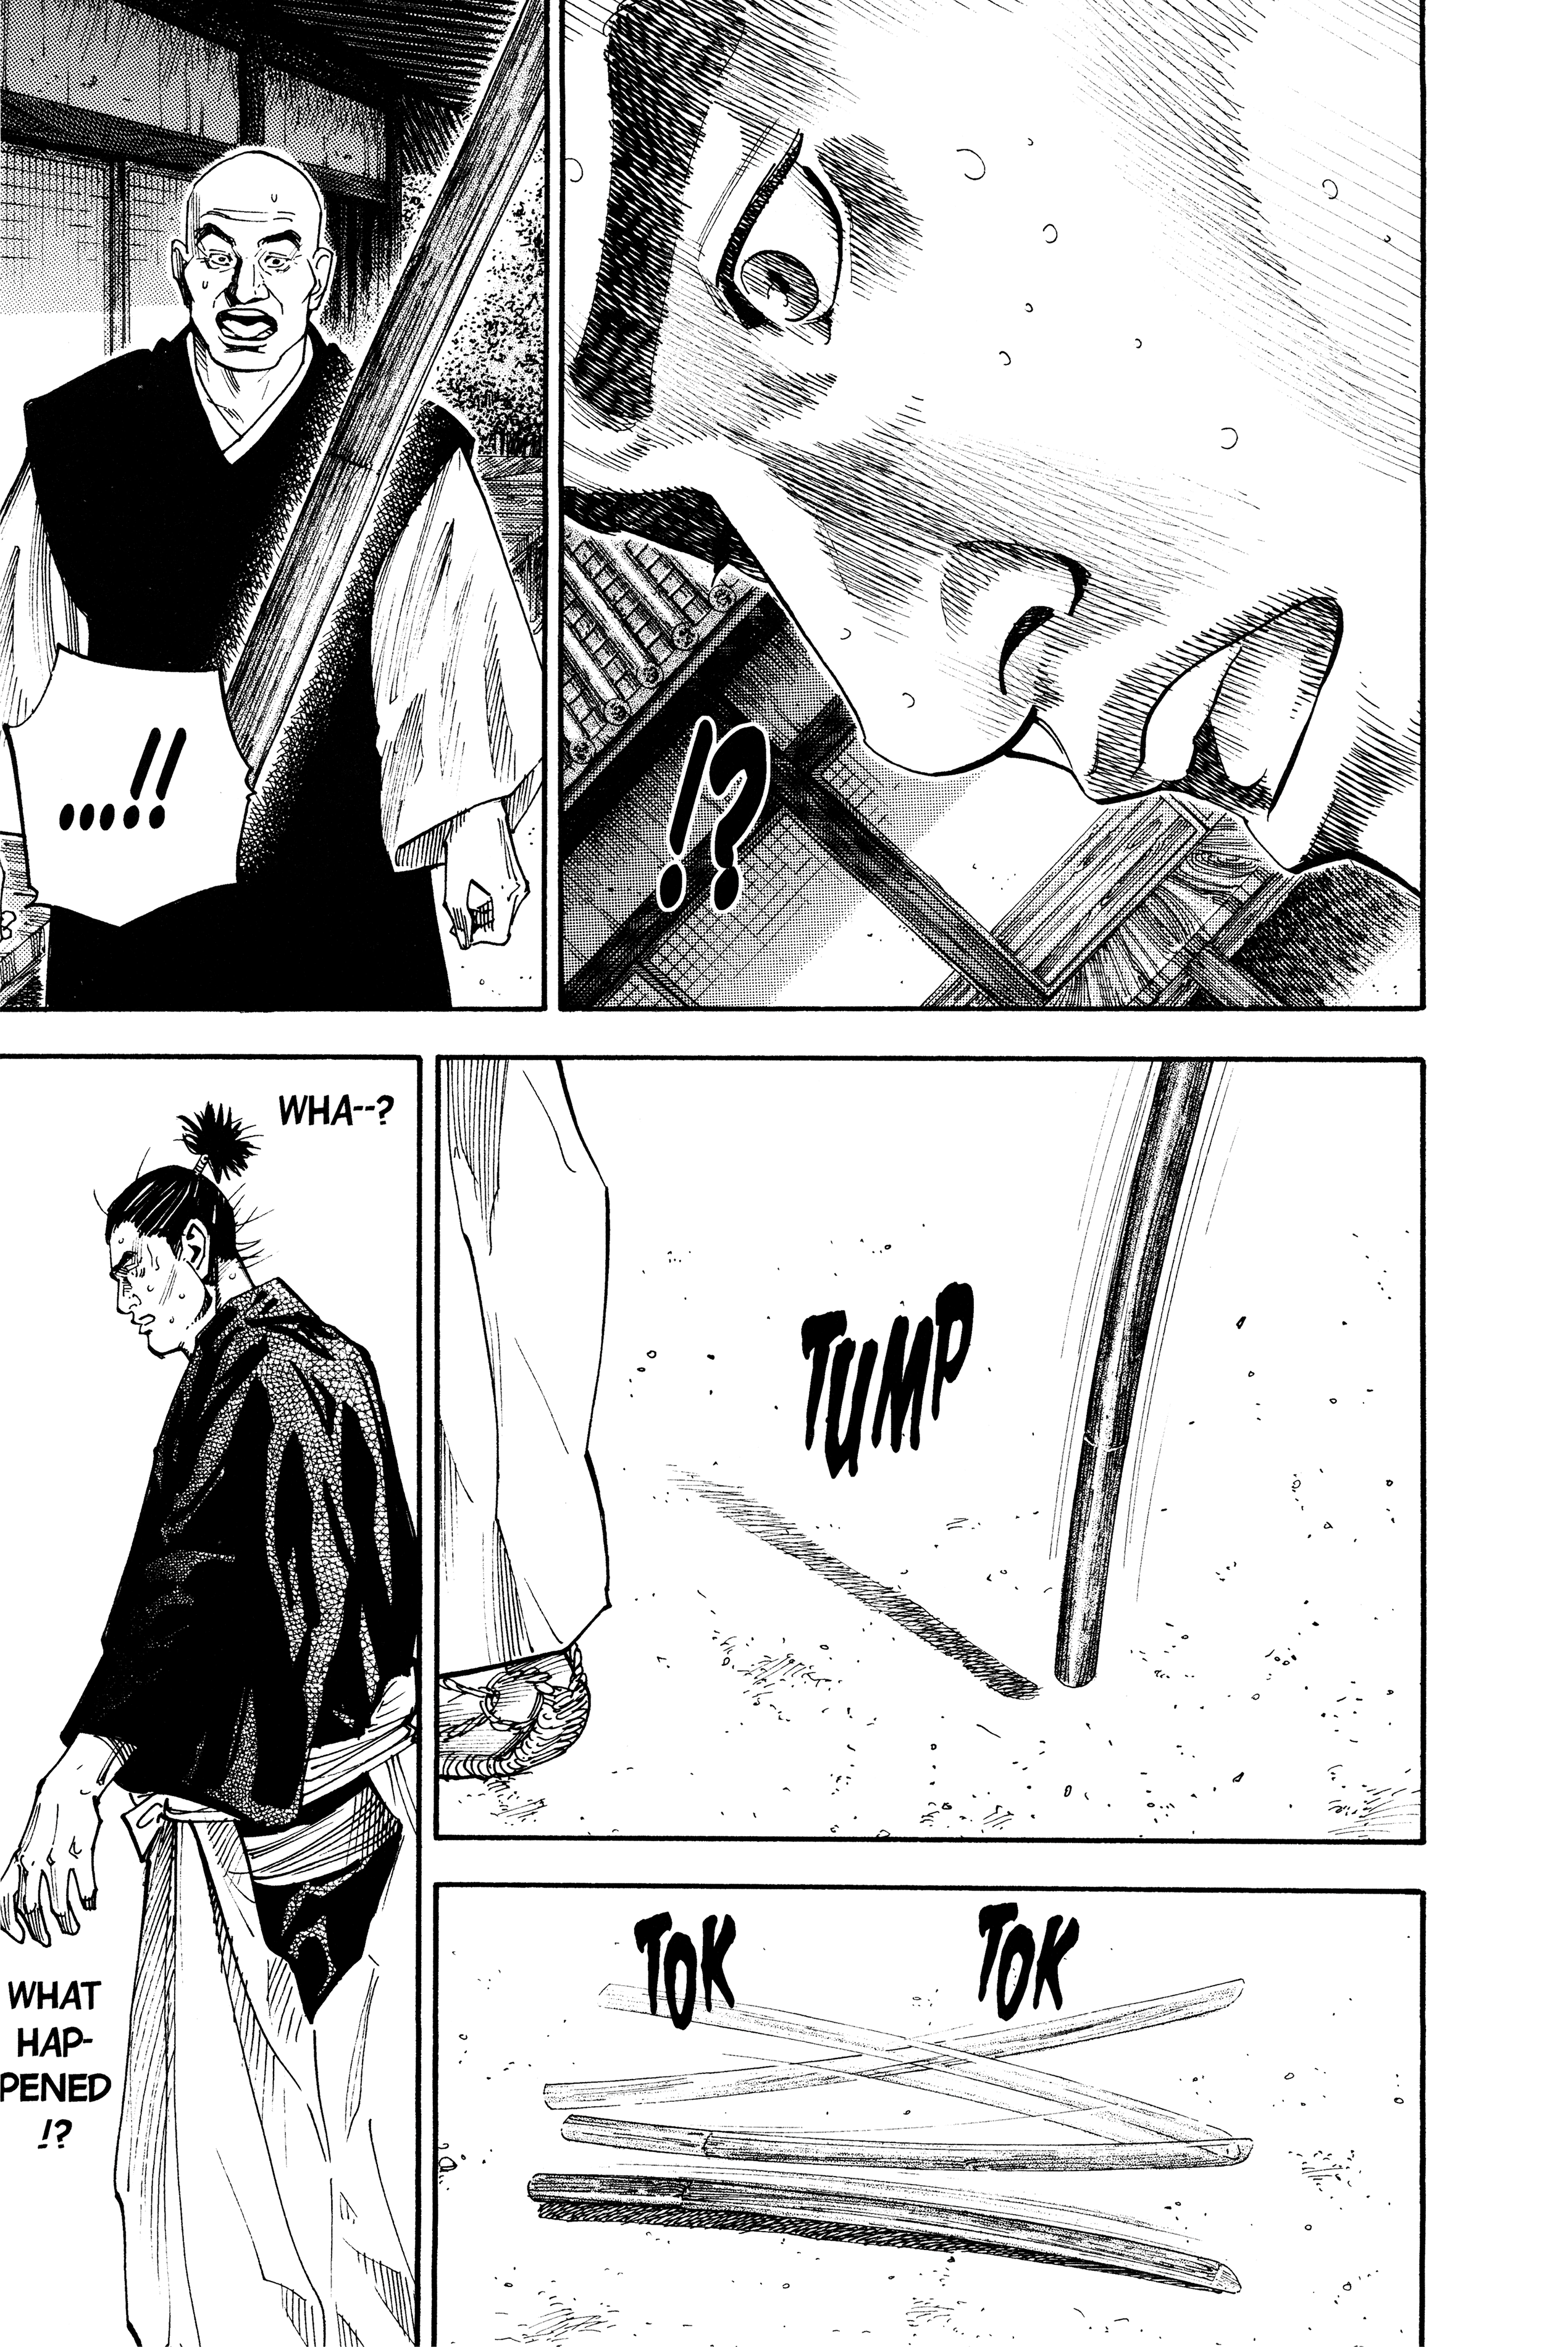 !?
...!!
TUMP
TOK
TOK
WHA--?
WHAT
HAP-
PENED
!?